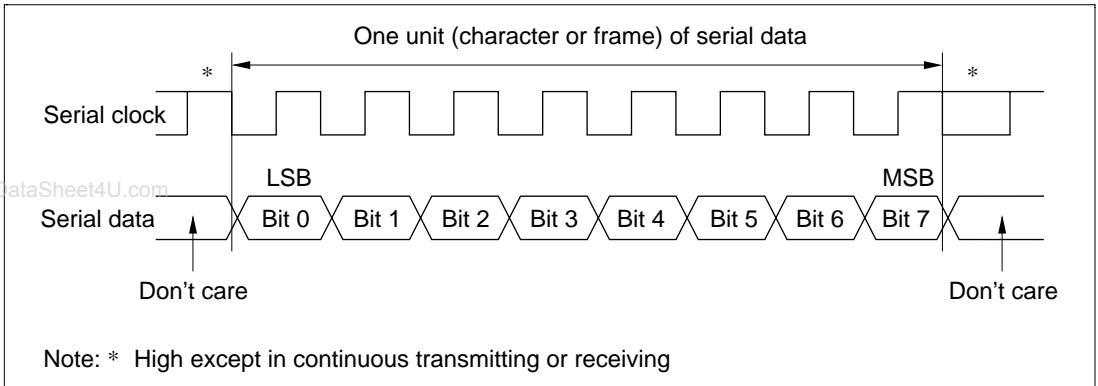 One unit (character or frame) of serial data
* *
Serial clock
LSB MSB
DataSheet4U.com
Serial data Bit 0 Bit 1 Bit 2 Bit 3 Bit 4 Bit 5 Bit 6 Bit 7
Don't care Don't care
Note: * High except in continuous transmitting or receiving